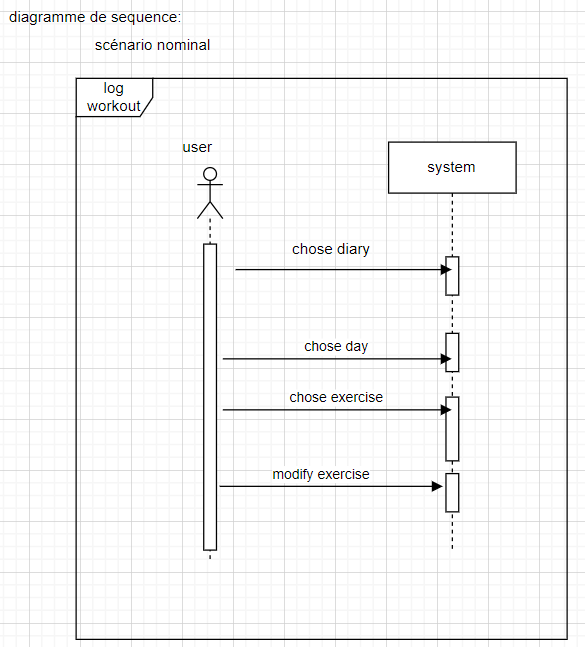 diagramme de sequence:
scénario nominal
log
workout
user
system
chose diary
chose day
chose exercise
modify exercise